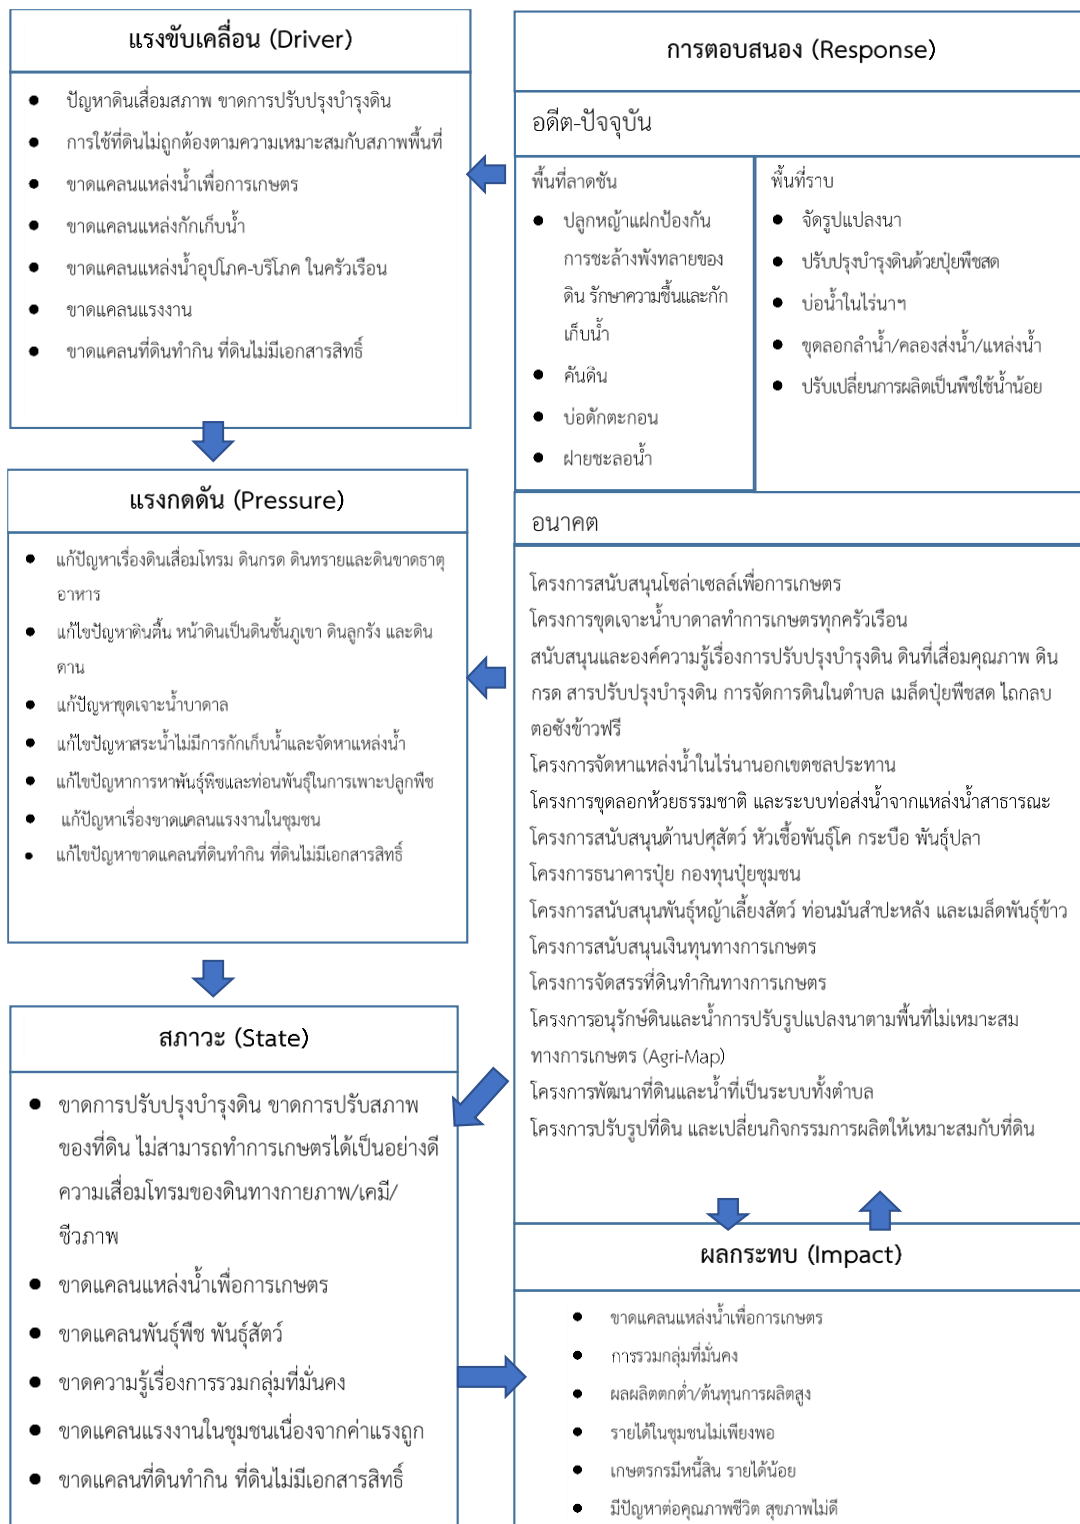 แรงขับเคลื่อน (Driver)
ปัญหาดินเสื่อมสภาพ ขาดการปรับปรุงบำรุงดิน
การใช้ที่ดินไม่ถูกต้องตามความเหมาะสมกับสภาพพื้นที่
ขาดแคลนแหล่งน้ำเพื่อการเกษตร
ขาดแคลนแหล่งกักเก็บน้ำ
ขาดแคลนแหล่งน้ำอุปโภค-บริโภค ในครัวเรือน
ขาดแคลนแรงงาน
ขาดแคลนที่ดินทำกิน ที่ดินไม่มีเอกสารสิทธิ์
แรงกดดัน (Pressure)
แก้ปัญหาเรื่องดินเสื่อมโทรม ดินกรด ดินทรายและดินขาดธาตุ
อาหาร
แก้ไขปัญหาดินตื้น หน้าดินเป็นดินชั้นภูเขา ดินลูกรัง และดิน
ดาน
แก้ปัญหาขุดเจาะน้ำบาดาล
แก้ไขปัญหาสระน้ำไม่มีการกักเก็บน้ำและจัดหาแหล่งน้ำ
แก้ไขปัญหาการหาพันธุ์พืชและท่อนพันธุ์ในการเพาะปลูกพืช
แก้ปัญหาเรื่องขาดแคลนแรงงานในชุมชน
แก้ไขปัญหาขาดแคลนที่ดินทำกิน ที่ดินไม่มีเอกสารสิทธิ์
สภาวะ (State)
ขาดการปรับปรุงบำรุงดิน ขาดการปรับสภาพ
ของที่ดิน ไม่สามารถทำการเกษตรได้เป็นอย่างดี
ความเสื่อมโทรมของดินทางกายภาพ/เคมี/
ชีวภาพ
ขาดแคลนแหล่งน้ำเพื่อการเกษตร
ขาดแคลนพันธุ์พืช พันธุ์สัตว์
ขาดความรู้เรื่องการรวมกลุ่มที่มั่นคง
ขาดแคลนแรงงานในชุมชนเนื่องจากค่าแรงถูก
ขาดแคลนที่ดินทำกิน ที่ดินไม่มีเอกสารสิทธิ์
การตอบสนอง (Response)
อดีต-ปัจจุบัน
พื้นที่ลาดชัน
ปลูกหญ้าแฝกป้องกัน
การชะล้างพังทลายของ
ดิน รักษาความชื้นและกัก
เก็บน้ำ
คันดิน
บ่อดักตะกอน
ฝายชะลอน้ำ
พื้นที่ราบ
จัดรูปแปลงนา
ปรับปรุงบำรุงดินด้วยปุ๋ยพืชสด
บ่อน้ำในไร่นาฯ
ขุดลอกลำน้ำ/คลองส่งน้ำ/แหล่งน้ำ
ปรับเปลี่ยนการผลิตเป็นพืชใช้น้ำน้อย
อนาคต
โครงการสนับสนุนโซล่าเซลล์เพื่อการเกษตร
โครงการขุดเจาะน้ำบาดาลทำการเกษตรทุกครัวเรือน
สนับสนุนและองค์ความรู้เรื่องการปรับปรุงบำรุงดิน ดินที่เสื่อมคุณภาพ ดิน
กรด สารปรับปรุงบำรุงดิน การจัดการดินในตำบล เมล็ดปุ๋ยพืชสด ไถกลบ
ตอซังข้าวฟรี
โครงการจัดหาแหล่งน้ำในไร่นานอกเขตชลประทาน
โครงการขุดลอกห้วยธรรมชาติ และระบบท่อส่งน้ำจากแหล่งน้ำสาธารณะ
โครงการสนับสนุนด้านปศุสัตว์ หัวเชื้อพันธุ์โค กระบือ พันธุ์ปลา
โครงการธนาคารปุ๋ย กองทุนปุ๋ยชุมชน
โครงการสนับสนุนพันธุ์หญ้าเลี้ยงสัตว์ ท่อนมันสำปะหลัง และเมล็ดพันธุ์ข้าว
โครงการสนับสนุนเงินทุนทางการเกษตร
โครงการจัดสรรที่ดินทำกินทางการเกษตร
โครงการอนุรักษ์ดินและน้ำการปรับรูปแปลงนาตามพื้นที่ไม่เหมาะสม
ทางการเกษตร (Agri-Map)
โครงการพัฒนาที่ดินและน้ำที่เป็นระบบทั้งตำบล
โครงการปรับรูปที่ดิน และเปลี่ยนกิจกรรมการผลิตให้เหมาะสมกับที่ดิน
ผลกระทบ (Impact)
ขาดแคลนแหล่งน้ำเพื่อการเกษตร
การรวมกลุ่มที่มั่นคง
ผลผลิตตกต่ำ/ต้นทุนการผลิตสูง
รายได้ในชุมชนไม่เพียงพอ
เกษตรกรมีหนี้สิน รายได้น้อย
มีปัญหาต่อคุณภาพชีวิต สุขภาพไม่ดี